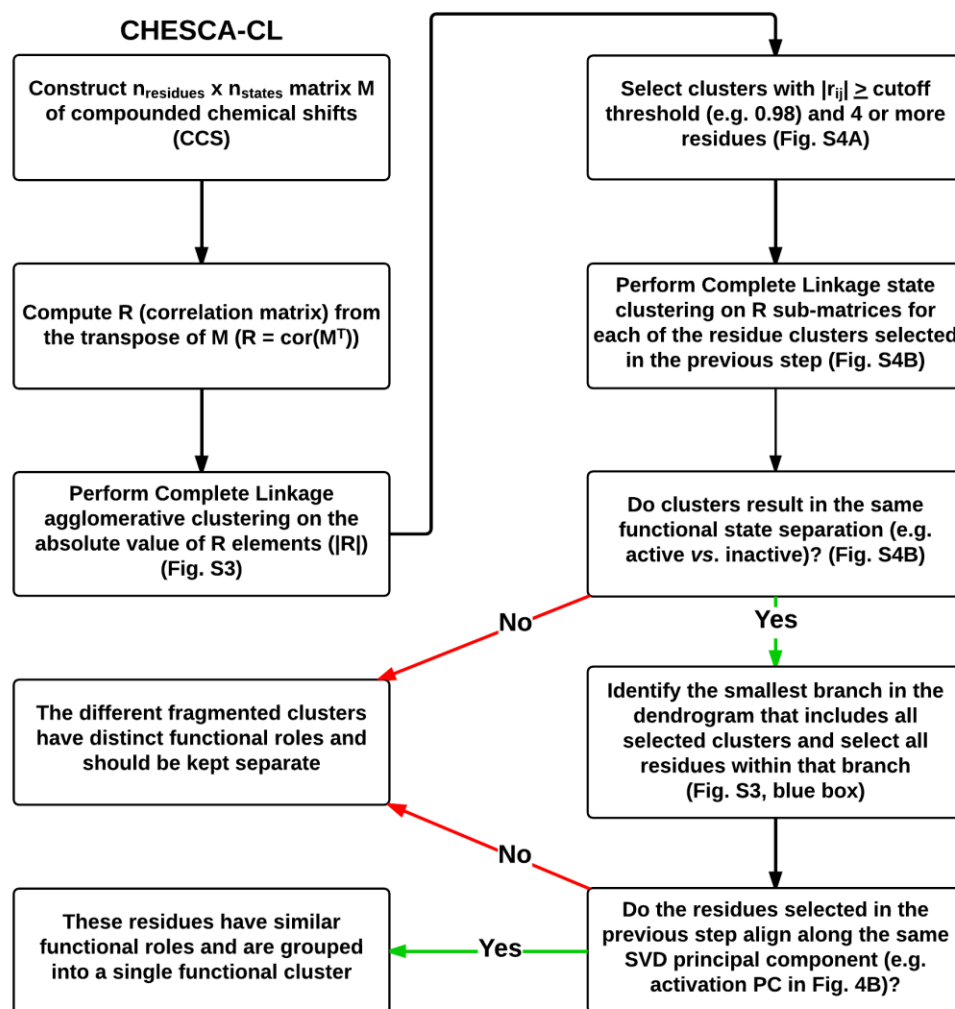 CHESCA-CL
Construct nresidues x nstates matrix M
of compounded chemical shifts
(CCS)
Compute R (correlation matrix) from
the transpose of M (R = cor(Mᵀ))
Perform Complete Linkage
agglomerative clustering on the
absolute value of R elements (|R|)
(Fig. S3)
Select clusters with |rij| ≥ cutoff
threshold (e.g. 0.98) and 4 or more
residues (Fig. S4A)
Perform Complete Linkage state
clustering on R sub-matrices for
each of the residue clusters selected
in the previous step (Fig. S4B)
Do clusters result in the same
functional state separation (e.g.
active vs. inactive)? (Fig. S4B)
No
Yes
The different fragmented clusters
have distinct functional roles and
should be kept separate
Identify the smallest branch in the
dendrogram that includes all
selected clusters and select all
residues within that branch
(Fig. S3, blue box)
No
Do the residues selected in the
previous step align along the same
SVD principal component (e.g.
activation PC in Fig. 4B)?
Yes
These residues have similar
functional roles and are grouped
into a single functional cluster